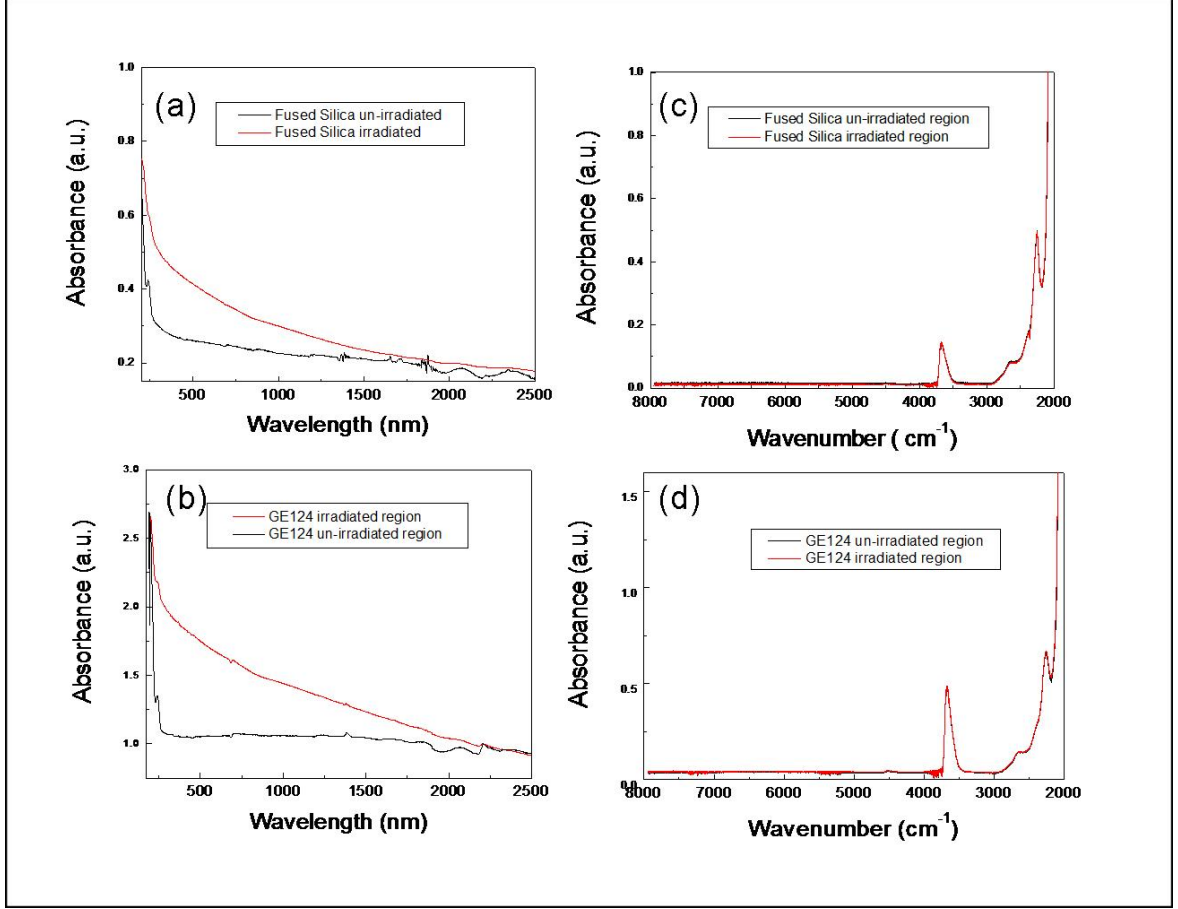 (a)
Fused Silica un-irradiated
Fused Silica irradiated
Absorbance (a.u.)
1.0
0.8
0.6
0.4
0.2
500 1000 1500 2000 2500
Wavelength (nm)
(c)
Fused Silica un-irradiated region
Fused Silica irradiated region
Absorbance (a.u.)
1.0
0.8
0.6
0.4
0.2
0.0
8000 7000 6000 5000 4000 3000 2000
Wavenumber ( cm-1)
(b)
GE124 irradiated region
GE124 un-irradiated region
Absorbance (a.u.)
3.0
2.5
2.0
1.5
1.0
500 1000 1500 2000 2500
Wavelength (nm)
(d)
GE124 un-irradiated region
GE124 irradiated region
Absorbance (a.u.)
1.5
1.0
0.5
0.0
8000 7000 6000 5000 4000 3000 2000
Wavenumber (cm-1)